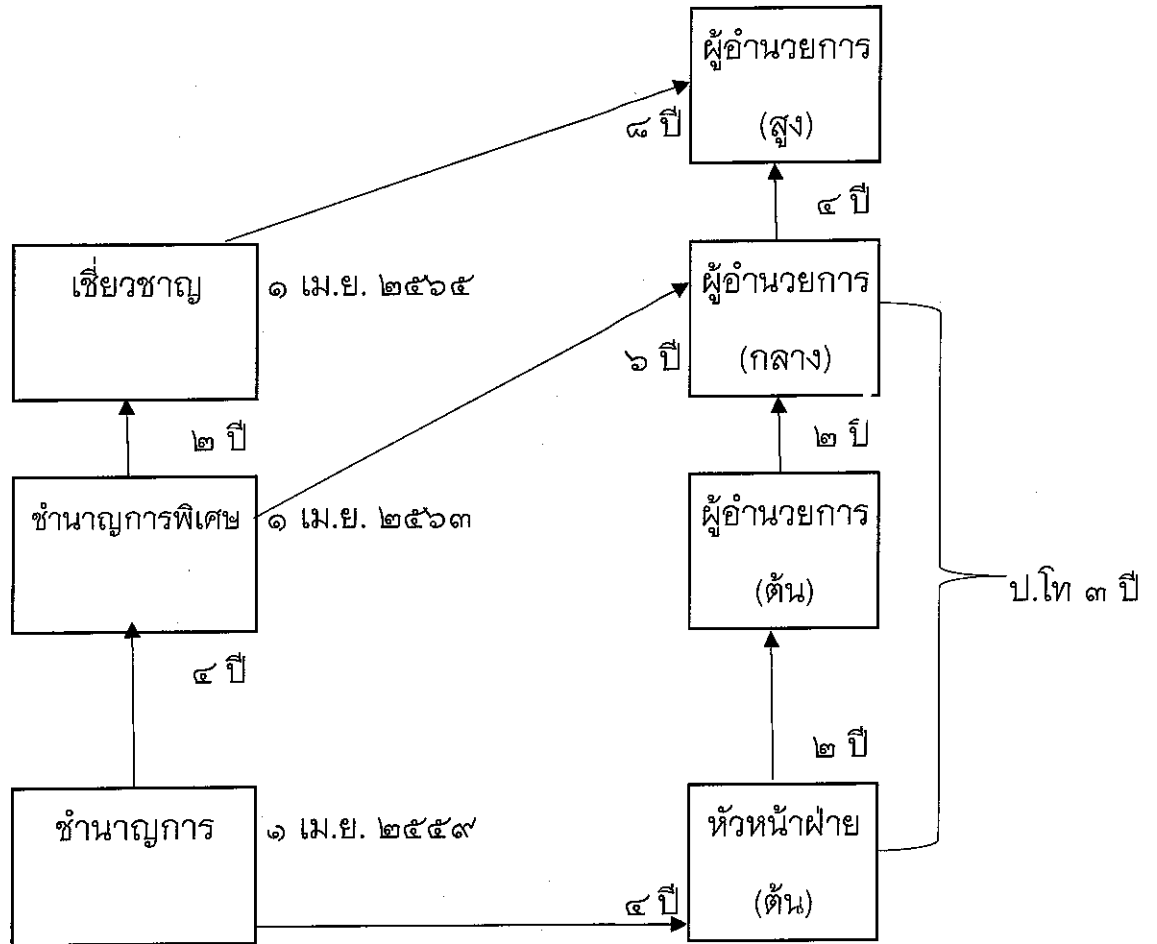 ผู้อำนวยการ
(สูง)
๘ ปี
๔ ปี
เชี่ยวชาญ
๑ เม.ย. ๒๕๖๕
ผู้อำนวยการ
(กลาง)
๖ ปี
๒ ปี
๒ ปี
ชำนาญการพิเศษ
๑ เม.ย. ๒๕๖๓
ผู้อำนวยการ
(ต้น)
ป.โท ๓ ปี
๔ ปี
๒ ปี
ชำนาญการ
๑ เม.ย. ๒๕๕๙
หัวหน้าฝ่าย
(ต้น)
๔ ปี